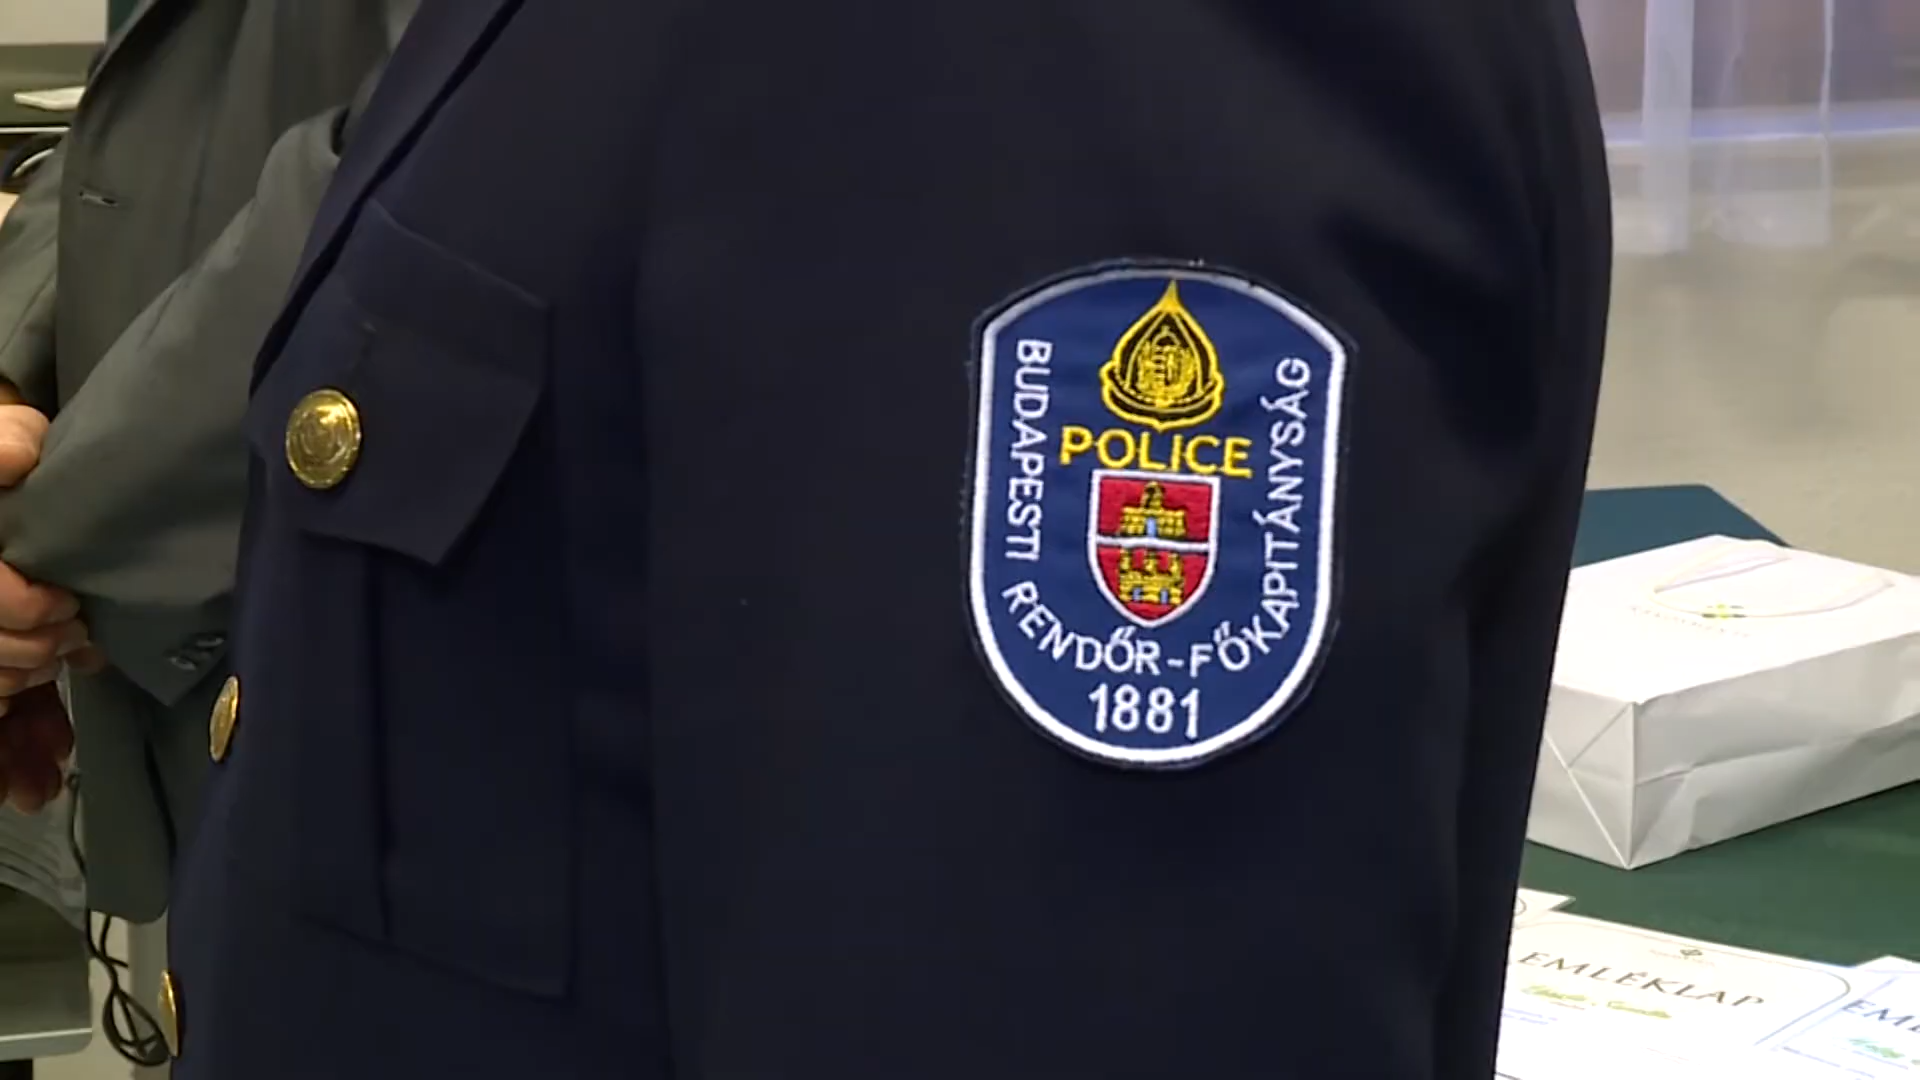 POLICE
BUDAPESTI RENDŐR-FŐKAPITÁNYSÁG
1881
EMLÉKLAP